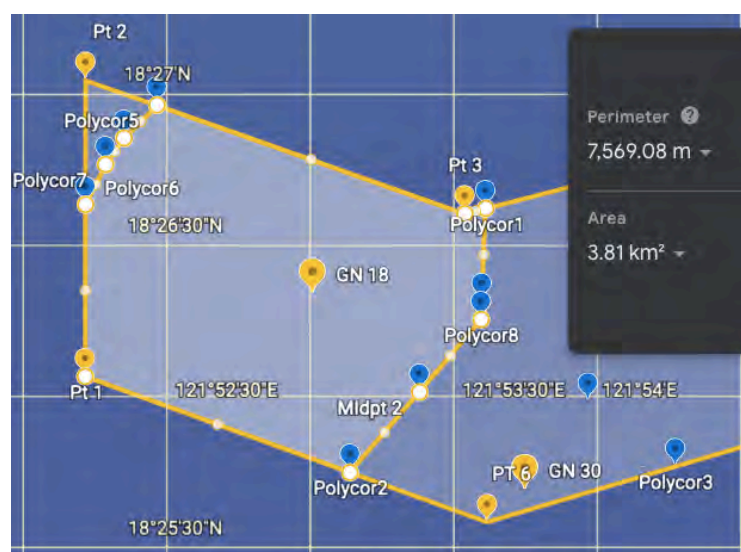 Pt 2
18°27'N
Polycor5
Polycor7
Polycor6
Pt 3
Polycor1
18°26'30"N
GN 18
Polycor8
Pt 1
121°52'30"E
121°53'30"E
121°54'E
MIdpt 2
Polycor2
PT 6
GN 30
Polycor3
18°25'30"N
Perimeter
7,569.08 m
Area
3.81 km²